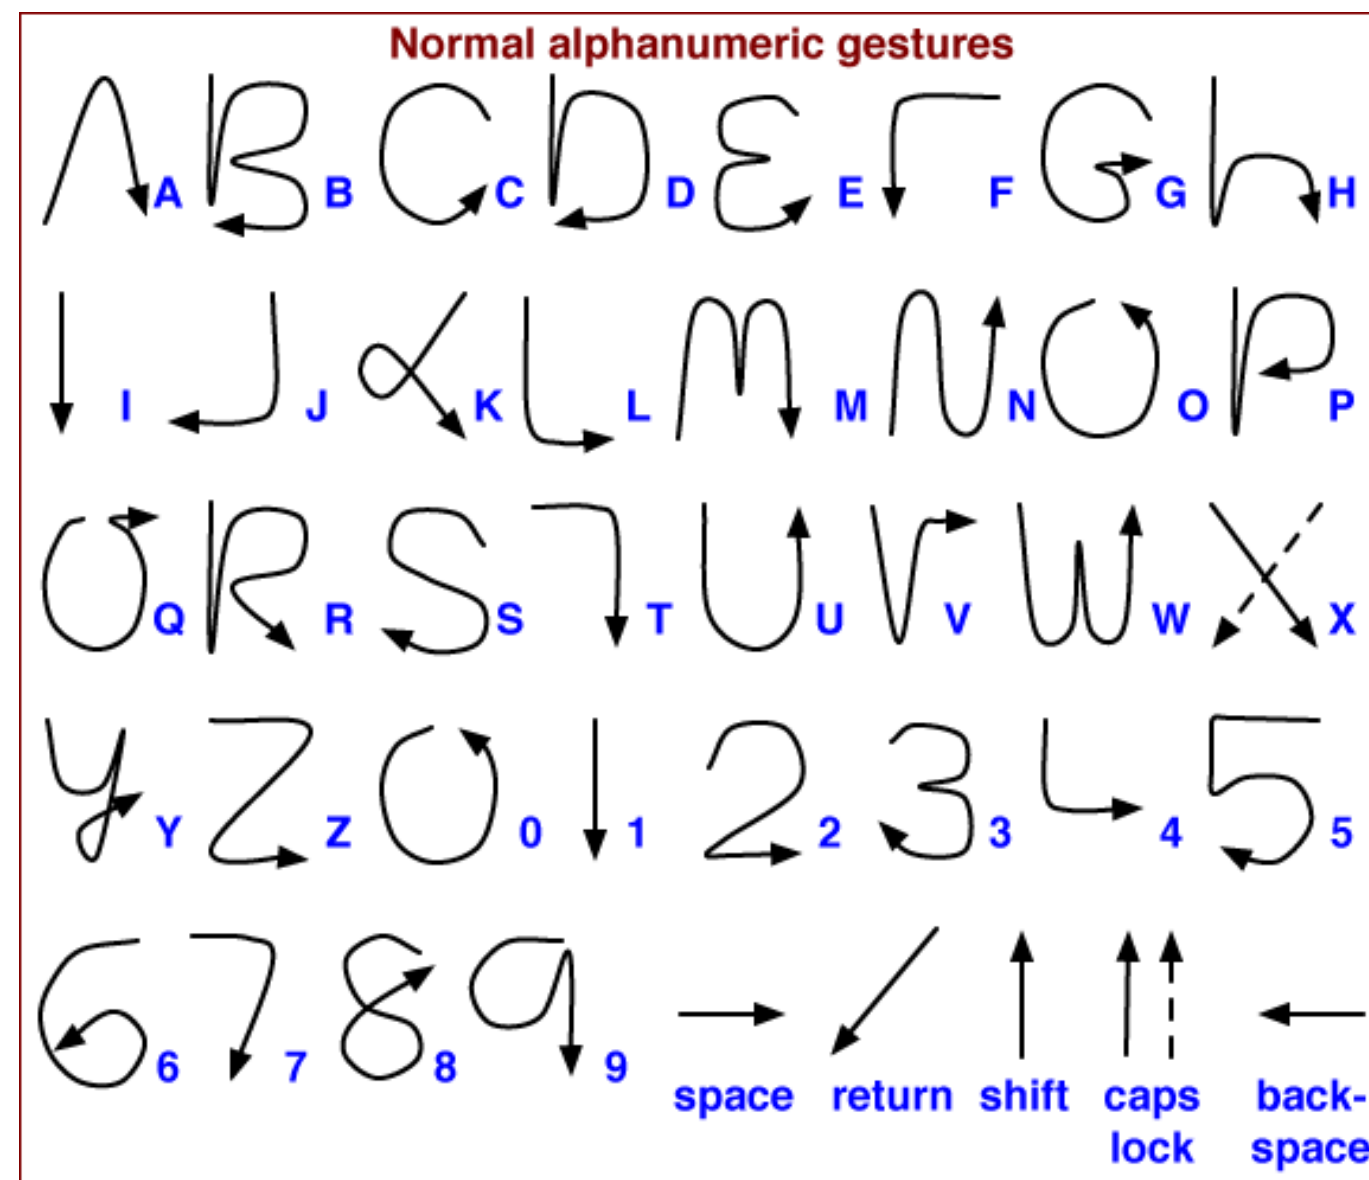 Normal alphanumeric gestures
A B C D E F G H
I J K L M N O P
Q R S T U V W X
Y Z 0 1 2 3 4 5
6 7 8 9 space return shift caps lock back-space